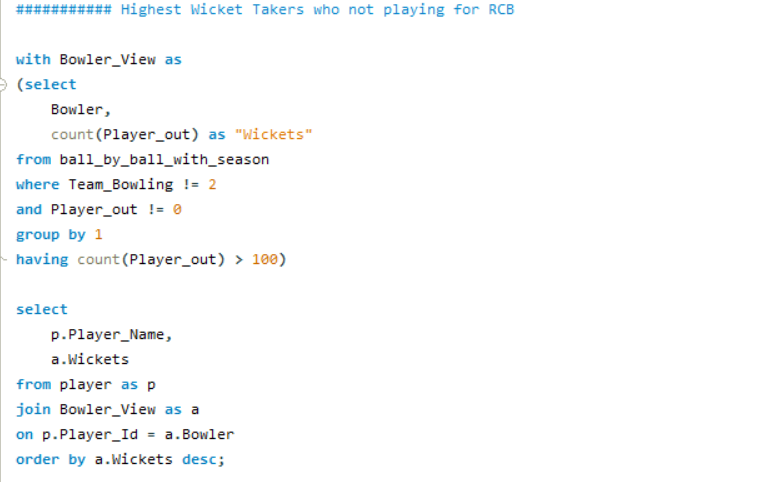 ########### Highest Wicket Takers who not playing for RCB
with Bowler_View as
(select
Bowler,
count(Player_out) as "Wickets"
from ball_by_ball_with_season
where Team_Bowling != 2
and Player_out != 0
group by 1
having count(Player_out) > 100)
select
p.Player_Name,
a.Wickets
from player as p
join Bowler_View as a
on p.Player_Id = a.Bowler
order by a.Wickets desc;